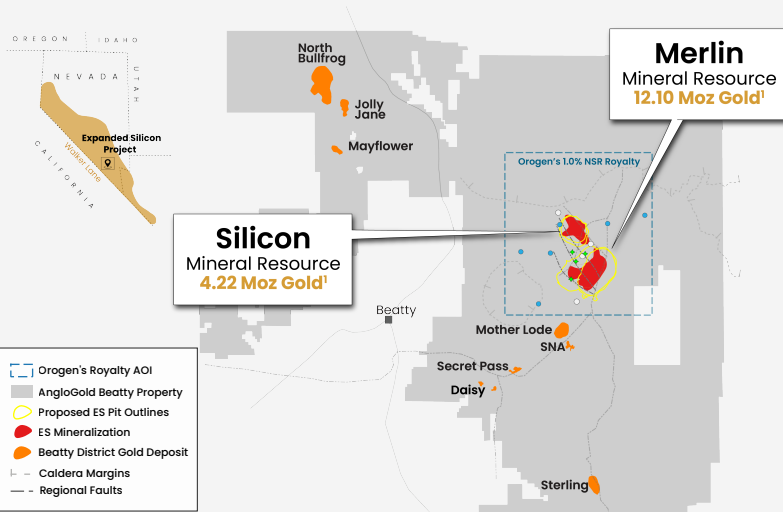 OREGON
IDAHO
NEVADA
UTAH
CALIFORNIA
Walker Lane
Expanded Silicon
Project
North
Bullfrog
Jolly
Jane
Mayflower
Merlin
Mineral Resource
12.10 Moz Gold¹
Orogen's 1.0% NSR Royalty
Silicon
Mineral Resource
4.22 Moz Gold¹
Beatty
Mother Lode
SNA
Secret Pass
Daisy
Sterling
Orogen's Royalty AOI
AngloGold Beatty Property
Proposed ES Pit Outlines
ES Mineralization
Beatty District Gold Deposit
Caldera Margins
Regional Faults